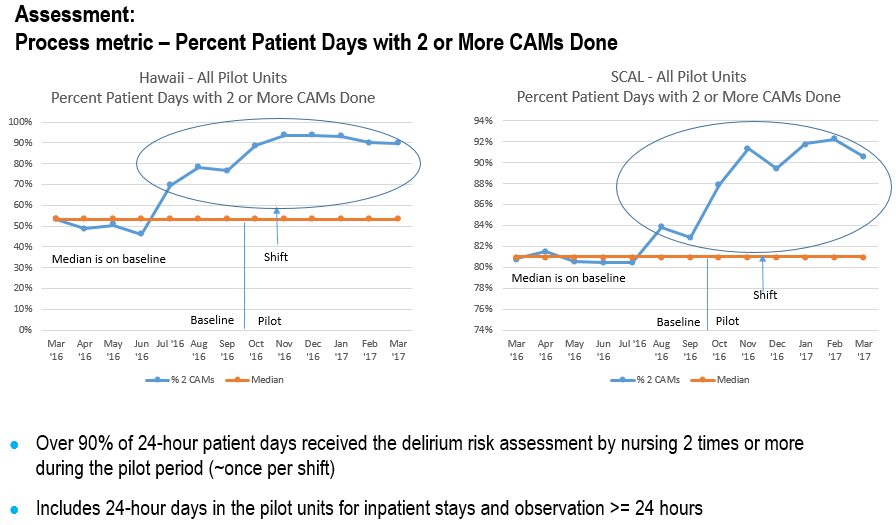 Assessment:
Process metric – Percent Patient Days with 2 or More CAMs Done
Hawaii - All Pilot Units
Percent Patient Days with 2 or More CAMs Done
100%
90%
80%
70%
60%
50%
40%
30%
20%
10%
0%
Median is on baseline
Shift
Baseline
Pilot
Mar '16
Apr '16
May '16
Jun '16
Jul '16
Aug '16
Sep '16
Oct '16
Nov '16
Dec '16
Jan '17
Feb '17
Mar '17
% 2 CAMs
Median
SCAL - All Pilot Units
Percent Patient Days with 2 or More CAMs Done
94%
92%
90%
88%
86%
84%
82%
80%
78%
76%
74%
Median is on baseline
Shift
Baseline
Pilot
Mar '16
Apr '16
May '16
Jun '16
Jul '16
Aug '16
Sep '16
Oct '16
Nov '16
Dec '16
Jan '17
Feb '17
Mar '17
% 2 CAMs
Median
● Over 90% of 24-hour patient days received the delirium risk assessment by nursing 2 times or more
during the pilot period (~once per shift)
● Includes 24-hour days in the pilot units for inpatient stays and observation >= 24 hours